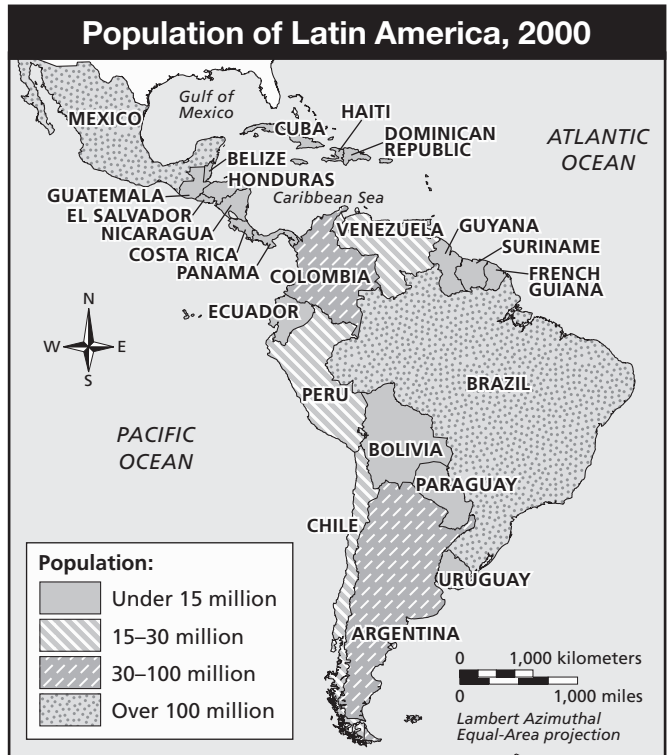 Population of Latin America, 2000
Gulf of
Mexico
MEXICO
CUBA
HAITI
DOMINICAN
REPUBLIC
ATLANTIC
OCEAN
BELIZE
HONDURAS
GUATEMALA
Caribbean Sea
EL SALVADOR
NICARAGUA
COSTA RICA
PANAMA
VENEZUELA
GUYANA
SURINAME
FRENCH
GUIANA
COLOMBIA
ECUADOR
N
W
E
S
PERU
BRAZIL
PACIFIC
OCEAN
BOLIVIA
PARAGUAY
CHILE
URUGUAY
ARGENTINA
Population:
Under 15 million
15–30 million
30–100 million
Over 100 million
0 1,000 kilometers
0 1,000 miles
Lambert Azimuthal
Equal-Area projection